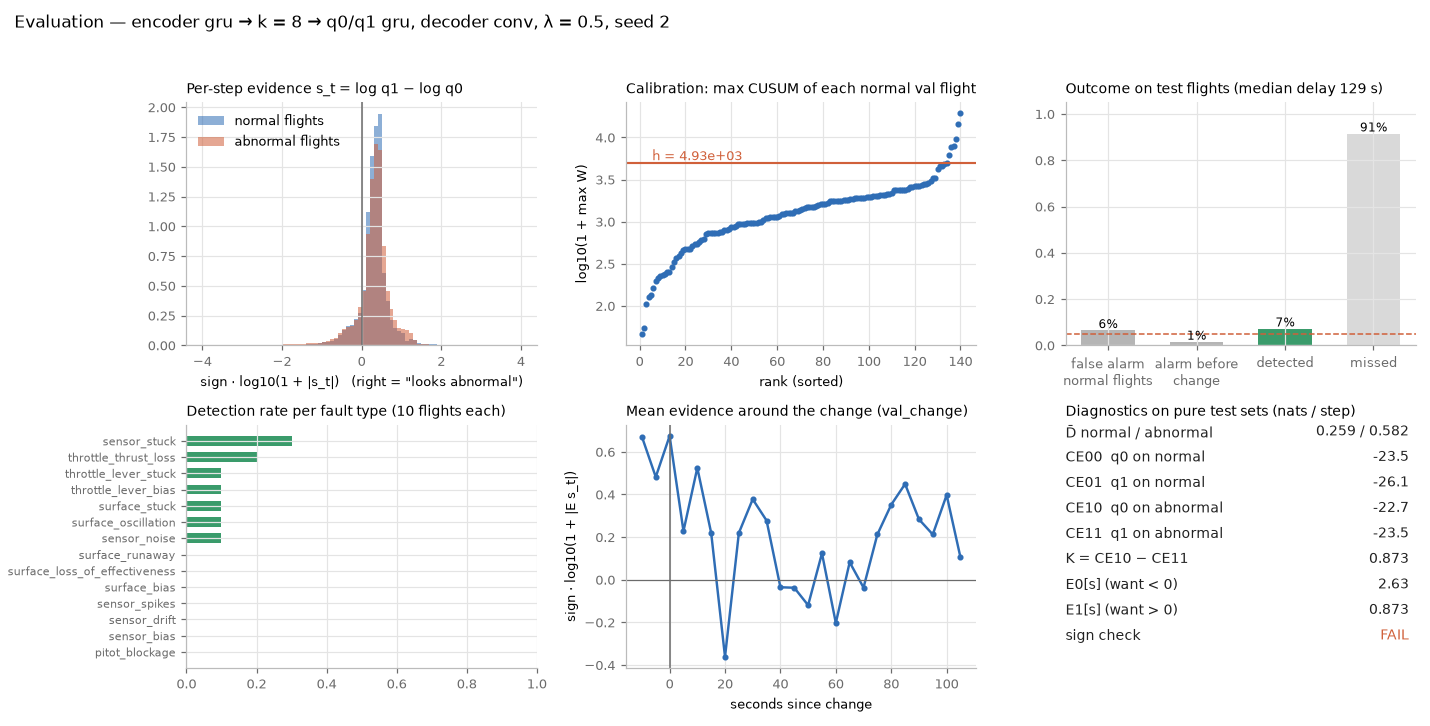 Evaluation — encoder gru → k = 8 → q0/q1 gru, decoder conv, λ = 0.5, seed 2
Per-step evidence s_t = log q1 − log q0
2.00
1.75
1.50
1.25
1.00
0.75
0.50
0.25
0.00
normal flights
abnormal flights
−4
−2
0
2
4
sign · log10(1 + |s_t|)   (right = "looks abnormal")
Calibration: max CUSUM of each normal val flight
log10(1 + max W)
4.0
3.5
3.0
2.5
2.0
h = 4.93e+03
0
20
40
60
80
100
120
140
rank (sorted)
Outcome on test flights (median delay 129 s)
1.0
0.8
0.6
0.4
0.2
0.0
6%
1%
7%
91%
false alarm
normal flights
alarm before
change
detected
missed
Detection rate per fault type (10 flights each)
sensor_stuck
throttle_thrust_loss
throttle_lever_stuck
throttle_lever_bias
surface_stuck
surface_oscillation
sensor_noise
surface_runaway
surface_loss_of_effectiveness
surface_bias
sensor_spikes
sensor_drift
sensor_bias
pitot_blockage
0.0
0.2
0.4
0.6
0.8
1.0
Mean evidence around the change (val_change)
sign · log10(1 + |E s_t|)
0.6
0.4
0.2
0.0
−0.2
−0.4
0
20
40
60
80
100
seconds since change
Diagnostics on pure test sets (nats / step)
D̄ normal / abnormal 0.259 / 0.582
CE00  q0 on normal -23.5
CE01  q1 on normal -26.1
CE10  q0 on abnormal -22.7
CE11  q1 on abnormal -23.5
K = CE10 − CE11 0.873
E0[s] (want < 0) 2.63
E1[s] (want > 0) 0.873
sign check FAIL